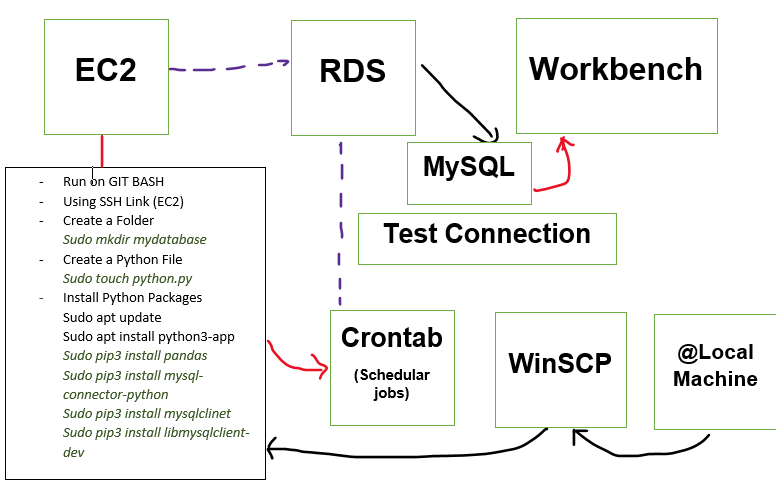 EC2
RDS
Workbench
MySQL
Test Connection
- Run on GIT BASH
- Using SSH Link (EC2)
- Create a Folder
Sudo mkdir mydatabase
- Create a Python File
Sudo touch python.py
- Install Python Packages
Sudo apt update
Sudo apt install python3-app
Sudo pip3 install pandas
Sudo pip3 install mysql-
connector-python
Sudo pip3 install mysqlclinet
Sudo pip3 install libmysqlclient-
dev
Crontab
(Schedular
jobs)
WinSCP
@Local
Machine